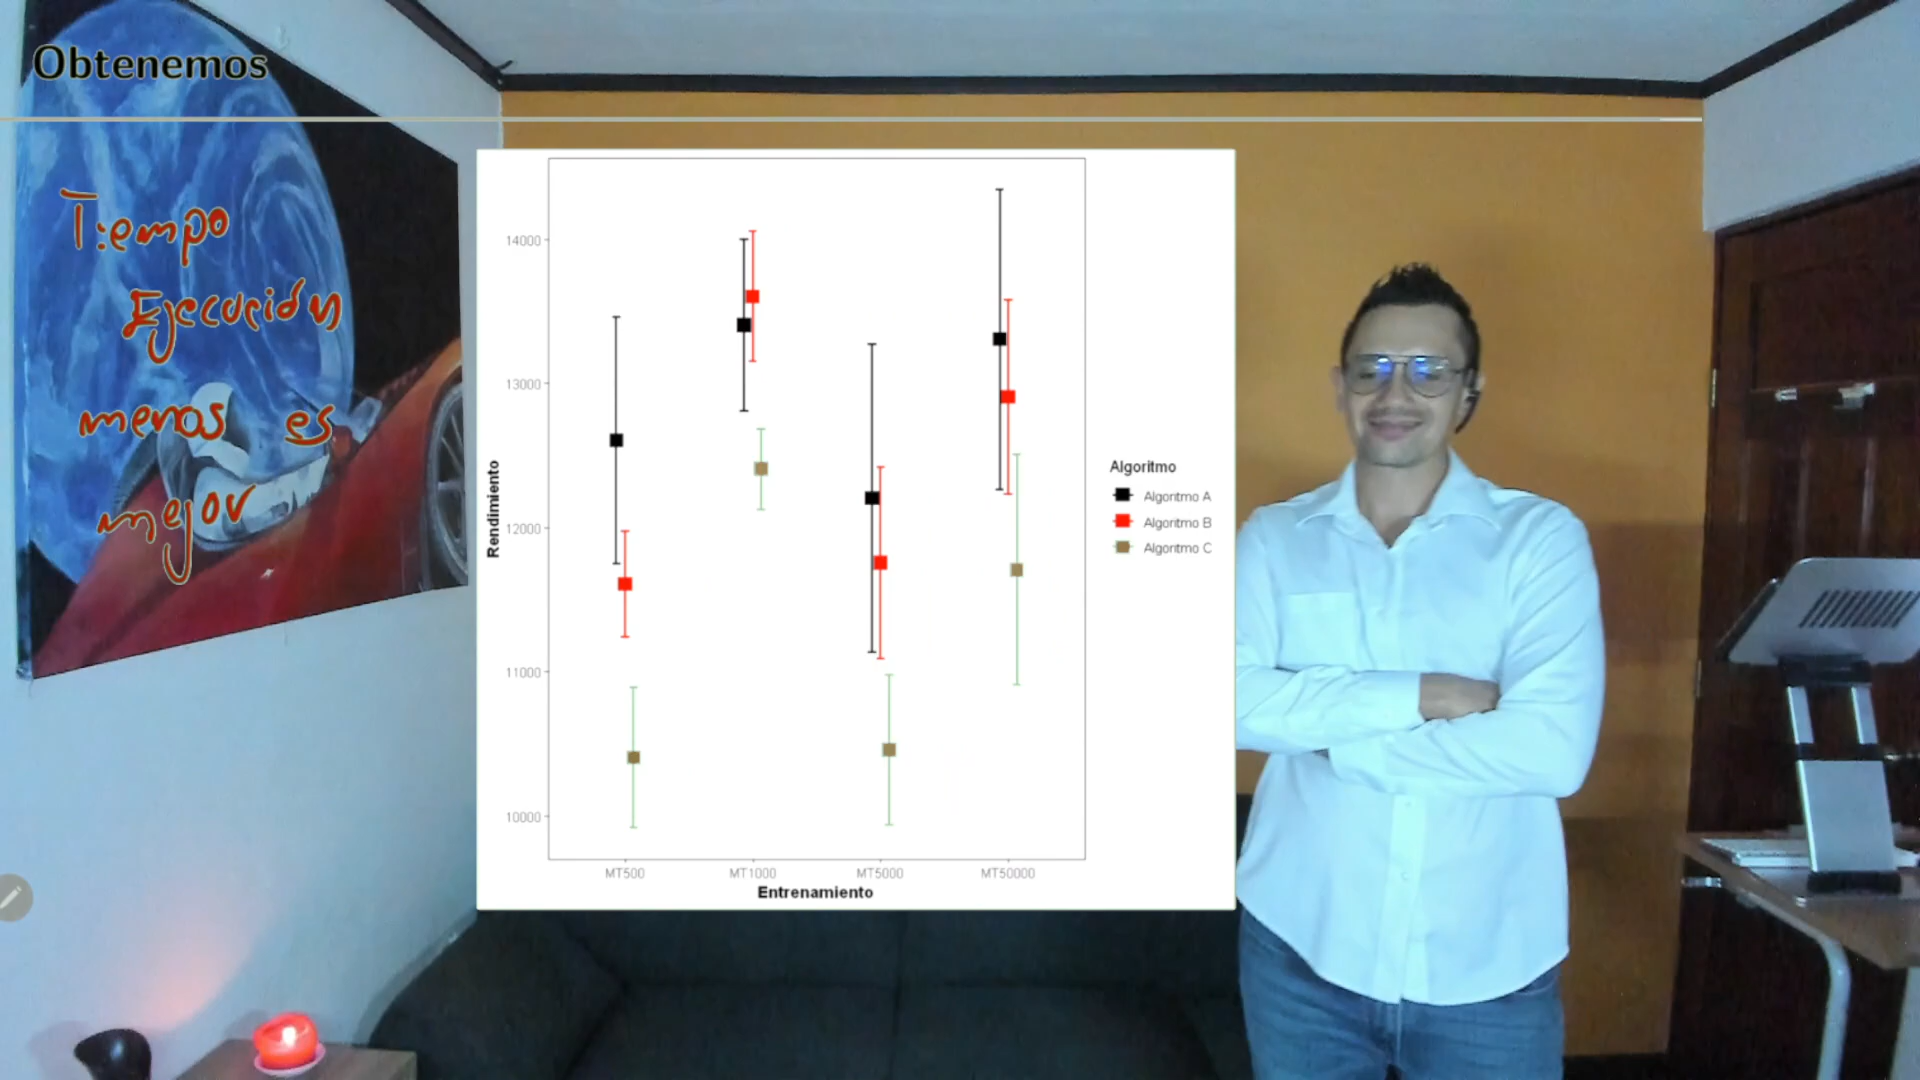 Obtenemos
Tiempo
Ejecución
menos es
mejor
14000
13000
12000
11000
10000
Rendimiento
MT500 MT1000 MT5000 MT50000
Entrenamiento
Algoritmo
Algoritmo A
Algoritmo B
Algoritmo C